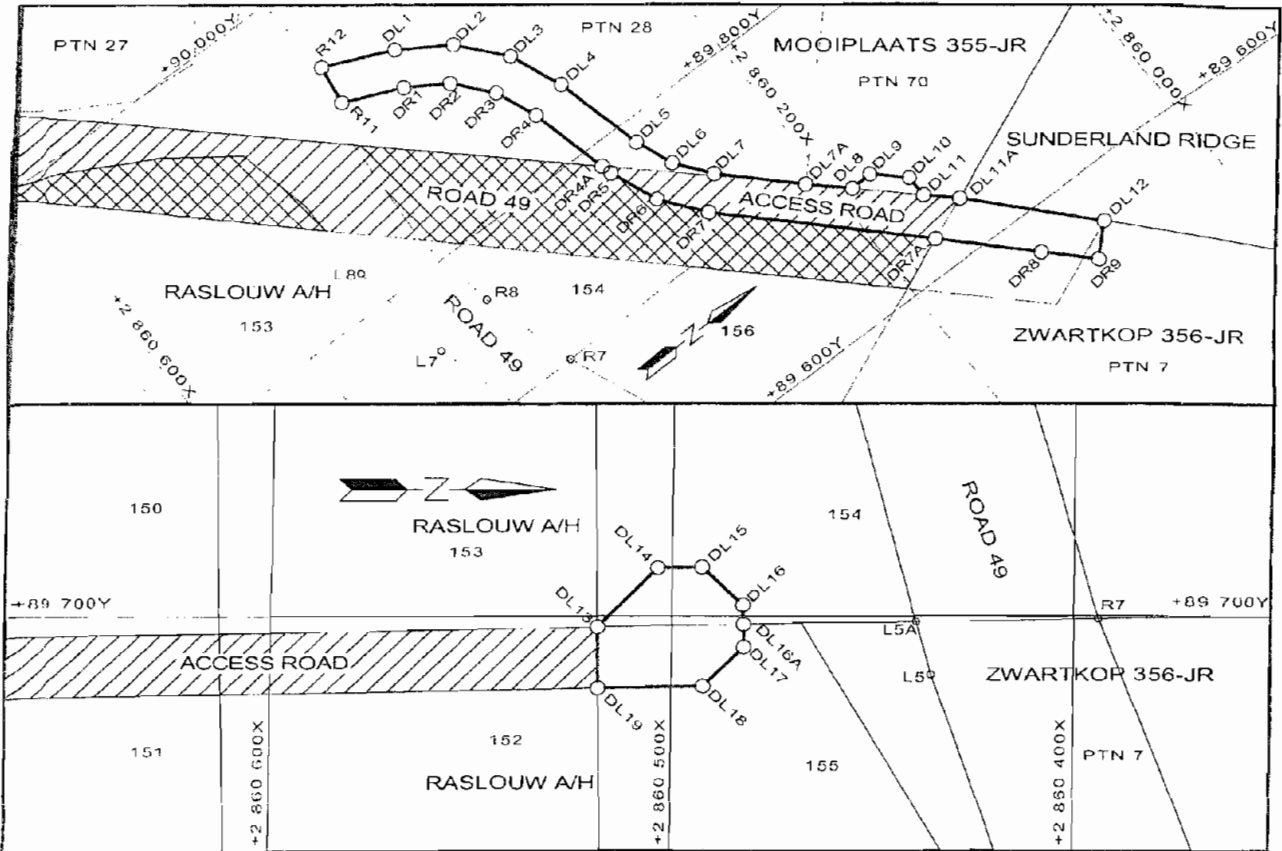 PTN 27
+90 000Y
R12
DL1
DL2
DL3
PTN 28
DL4
+89 800Y
+2 860 200X
MOOIPLAATS 355-JR
PTN 70
+2 860 000X
+89 600Y
SUNDERLAND RIDGE
R11
DR1
DR2
DR3
DR4
DL5
DL6
DL7
DL7A
DL8
DL9
DL10
DL11
DL11A
DL12
DR4A
DR5
DR6
DR7
ROAD 49
ACCESS ROAD
DR7A
DR8
DR9
L89
RASLOUW A/H
153
R8
154
ROAD 49
L7
R7
156
Z
+2 860 600X
+89 600Y
ZWARTKOP 356-JR
PTN 7
150
Z
RASLOUW A/H
153
DL14
DL15
154
ROAD 49
DL16
+89 700Y
DL13
R7
+89 700Y
L5A
DL16A
DL17
ACCESS ROAD
L5
ZWARTKOP 356-JR
DL19
DL18
151
+2 860 600X
152
+2 860 500X
155
+2 860 400X
PTN 7
RASLOUW A/H